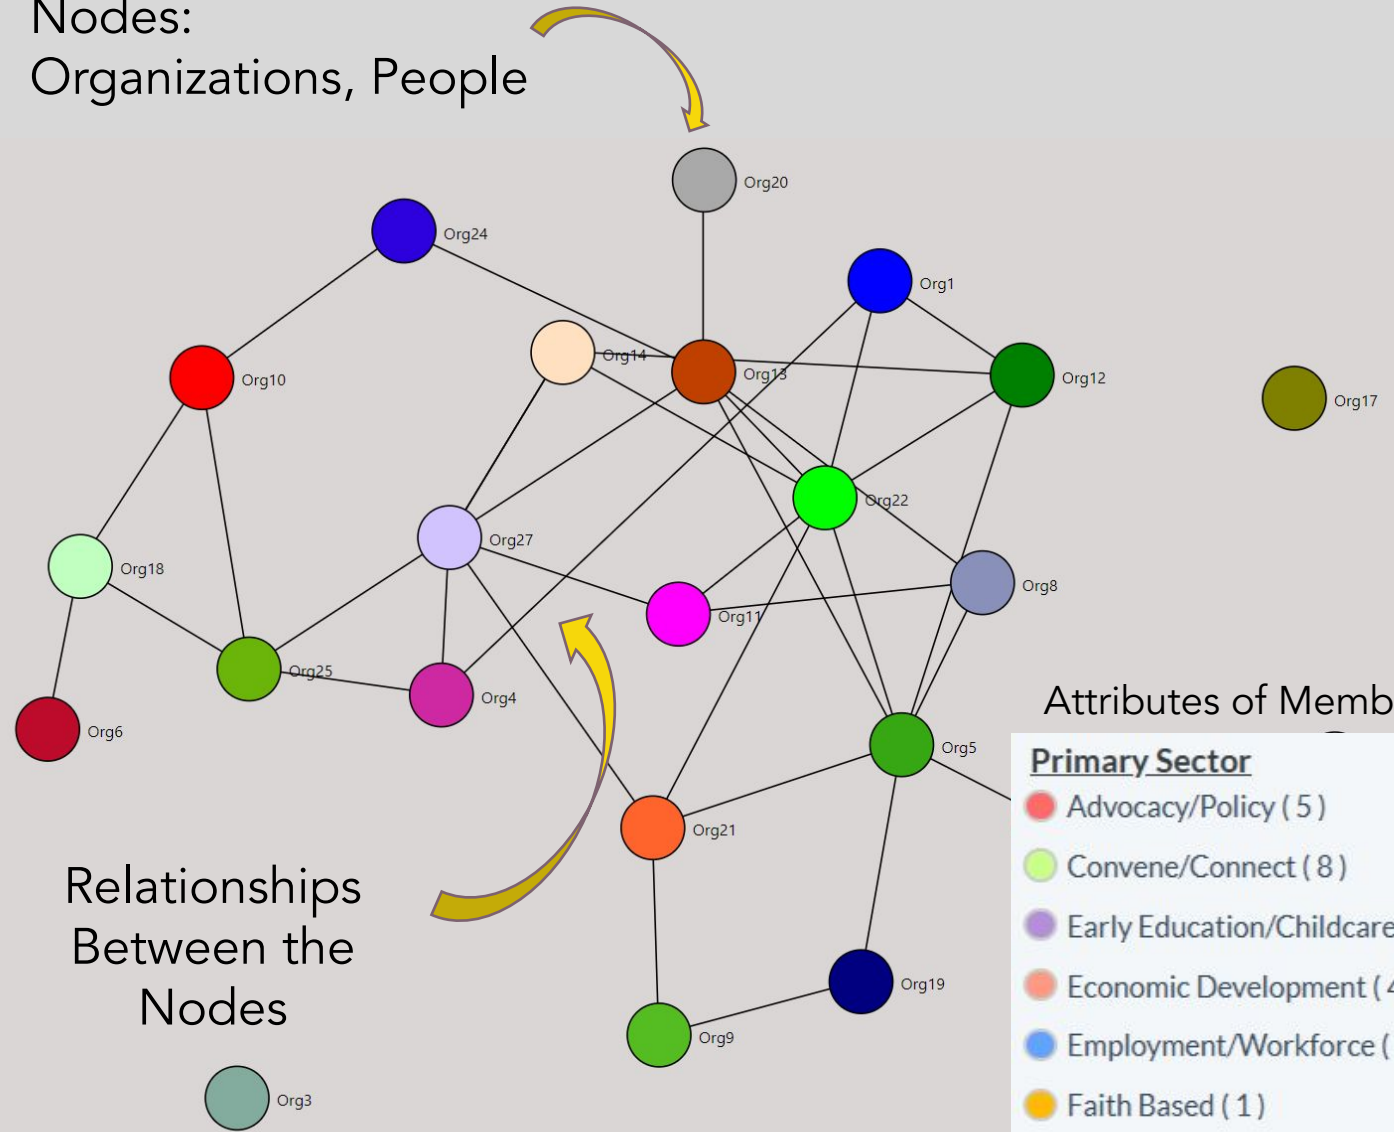 Nodes:
Organizations, People
Org20
Org24
Org1
Org14
Org13
Org12
Org10
Org17
Org22
Org27
Org18
Org8
Org11
Org25
Org4
Org6
Org5
Org21
Org19
Org9
Org3
Relationships
Between the
Nodes
Attributes of Memb
Primary Sector
Advocacy/Policy ( 5 )
Convene/Connect ( 8 )
Early Education/Childcare
Economic Development ( 4
Employment/Workforce (
Faith Based ( 1 )